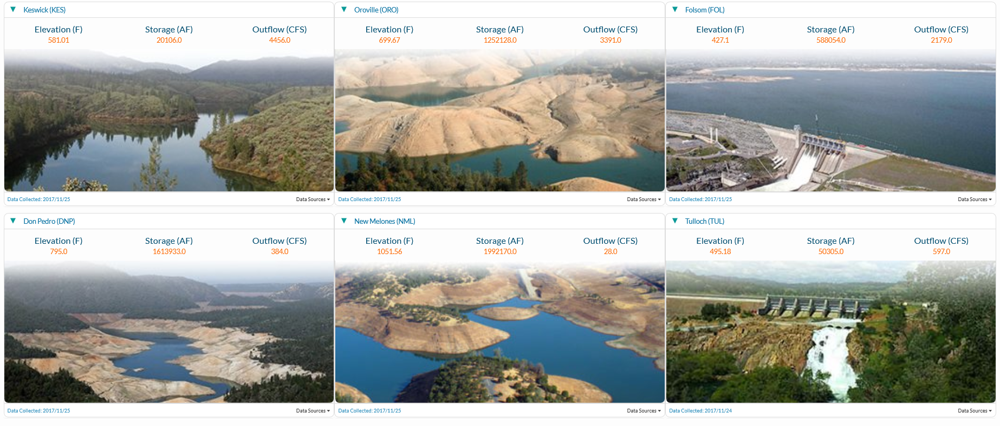 Keswick (KES)
Elevation (F) Storage (AF) Outflow (CFS)
581.01 20106.0 4456.0
Data Collected: 2017/11/25 Data Sources
Oroville (ORO)
Elevation (F) Storage (AF) Outflow (CFS)
699.67 1252128.0 3391.0
Data Collected: 2017/11/25 Data Sources
Folsom (FOL)
Elevation (F) Storage (AF) Outflow (CFS)
427.1 588054.0 2179.0
Data Collected: 2017/11/25 Data Sources
Don Pedro (DNP)
Elevation (F) Storage (AF) Outflow (CFS)
795.0 1613933.0 384.0
Data Collected: 2017/11/25 Data Sources
New Melones (NML)
Elevation (F) Storage (AF) Outflow (CFS)
1051.56 1992170.0 28.0
Data Collected: 2017/11/25 Data Sources
Tulloch (TUL)
Elevation (F) Storage (AF) Outflow (CFS)
495.18 50305.0 597.0
Data Collected: 2017/11/24 Data Sources